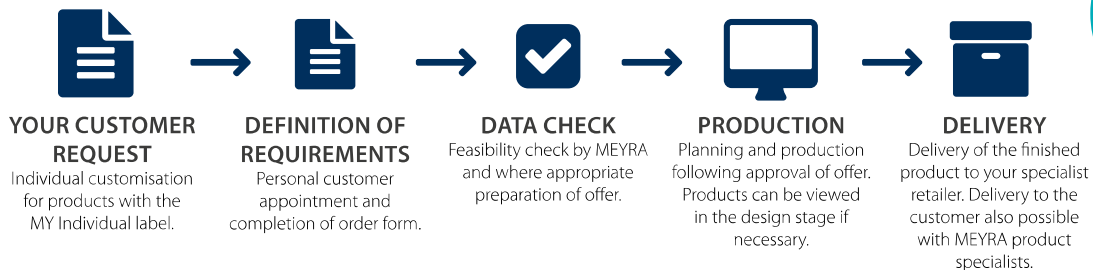 YOUR CUSTOMER
REQUEST
Individual customisation
for products with the
MY Individual label.
DEFINITION OF
REQUIREMENTS
Personal customer
appointment and
completion of order form.
DATA CHECK
Feasibility check by MEYRA
and where appropriate
preparation of offer.
PRODUCTION
Planning and production
following approval of offer.
Products can be viewed
in the design stage if
necessary.
DELIVERY
Delivery of the finished
product to your specialist
retailer. Delivery to the
customer also possible
with MEYRA product
specialists.